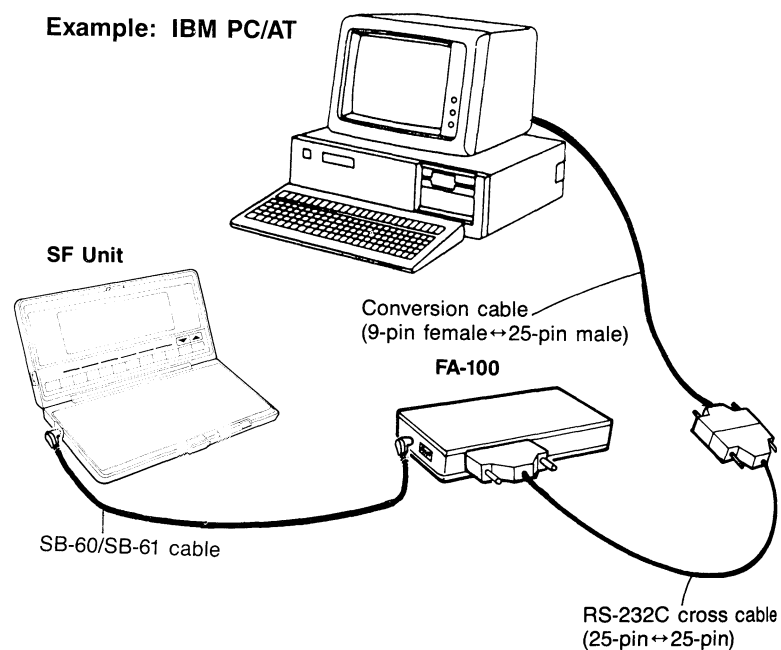 Example: IBM PC/AT
SF Unit
Conversion cable
(9-pin female↔25-pin male)
FA-100
SB-60/SB-61 cable
RS-232C cross cable
(25-pin↔25-pin)